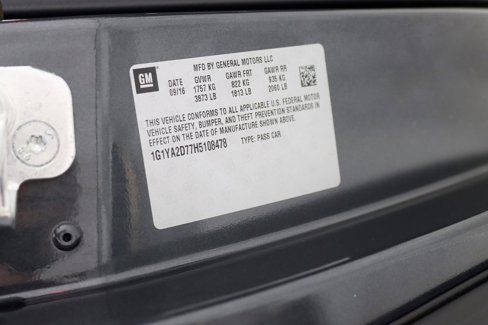 MFD BY GENERAL MOTORS LLC
GM
DATE GVWR GAWR FRT GAWR RR
09/16 1757 KG 822 KG 935 KG
3873 LB 1813 LB 2060 LB
THIS VEHICLE CONFORMS TO ALL APPLICABLE U.S. FEDERAL MOTOR
VEHICLE SAFETY, BUMPER, AND THEFT PREVENTION STANDARDS IN
EFFECT ON THE DATE OF MANUFACTURE SHOWN ABOVE.
1G1YA2D77H5108478 TYPE: PASS CAR